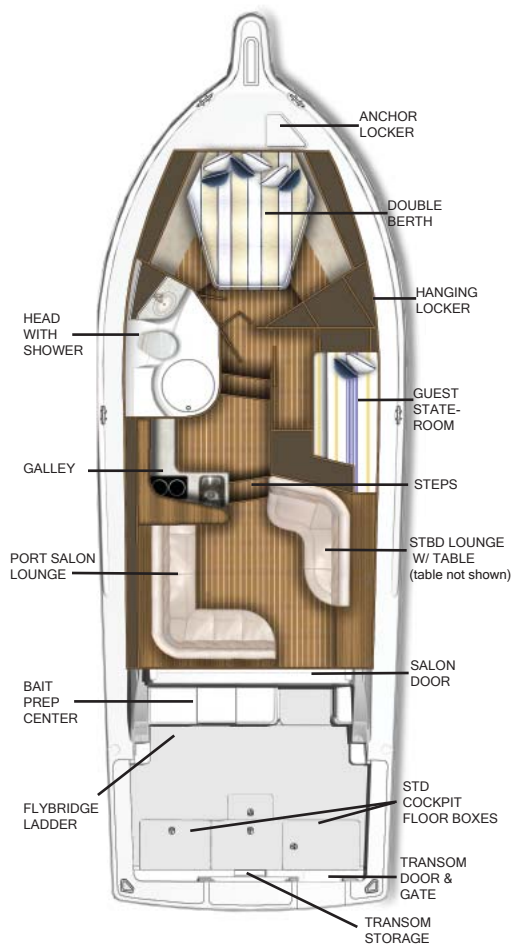 ANCHOR
LOCKER
DOUBLE
BERTH
HANGING
LOCKER
HEAD
WITH
SHOWER
GUEST
STATE-
ROOM
GALLEY
STEPS
PORT SALON
LOUNGE
STBD LOUNGE
W/ TABLE
(table not shown)
SALON
DOOR
BAIT
PREP
CENTER
FLYBRIDGE
LADDER
STD
COCKPIT
FLOOR BOXES
TRANSOM
DOOR &
GATE
TRANSOM
STORAGE